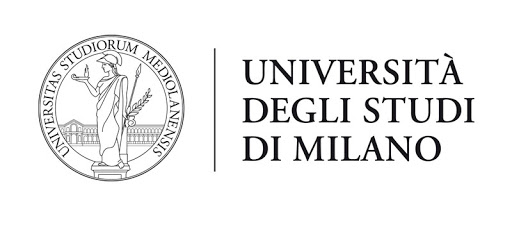 UNIVERSITAS STUDIORUM MEDIOLANENSIS
UNIVERSITÀ
DEGLI STUDI
DI MILANO